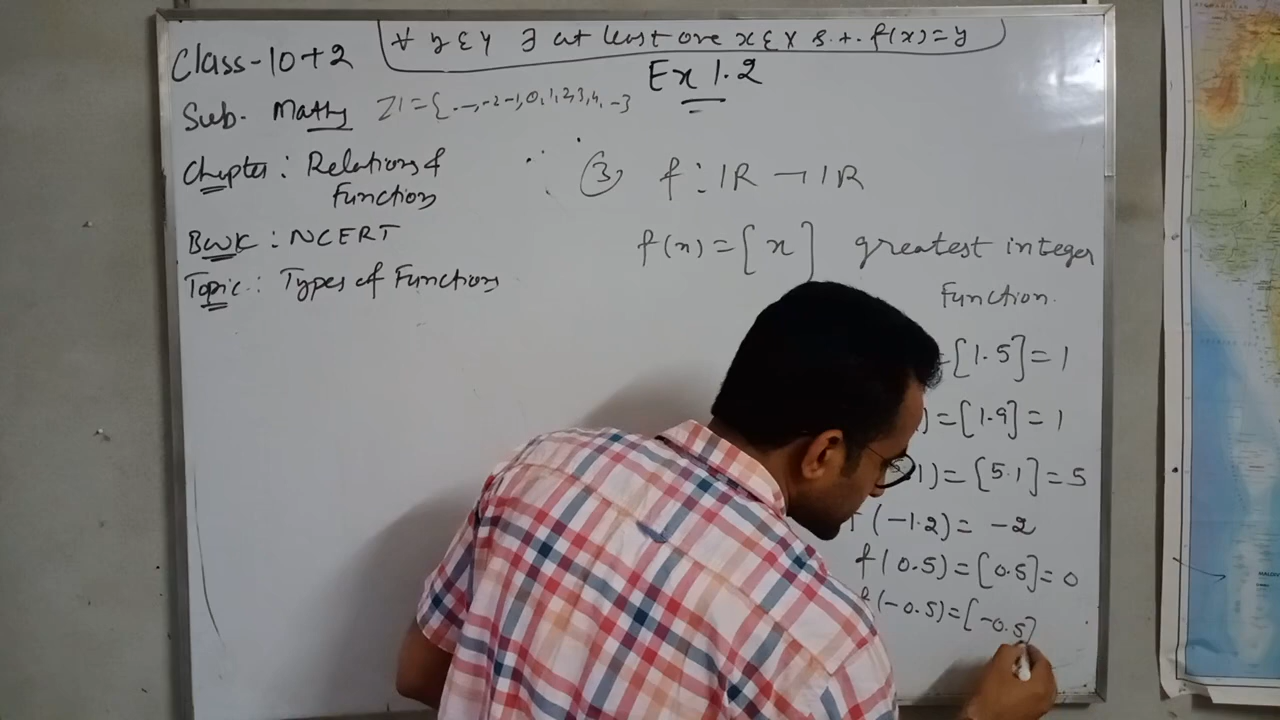 ∀ y ∈ Y ∃ at least one x ∈ X s.t. f(x) = y
Class-10+2
Ex 1.2
Sub. Maths
Z = {...,-2-1,0,1,2,3,4,...}
Chapter: Relations & Function
③ f: IR → IR
Book: NCERT
f(x) = [x] greatest integer Function.
Topic: Types of Functions
=[1.5]=1
)=[1.9]=1
1)=[5.1]=5
f(-1.2)= -2
f(0.5)=[0.5]=0
f(-0.5)=[-0.5]